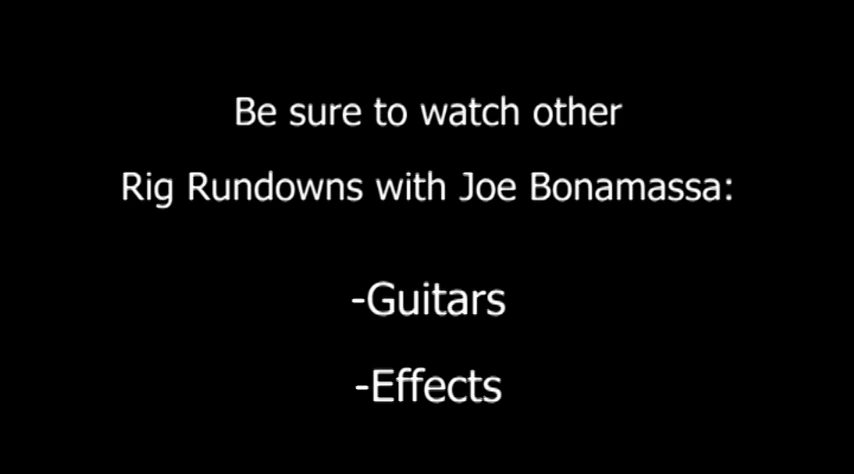 Be sure to watch other
Rig Rundowns with Joe Bonamassa:
-Guitars
-Effects